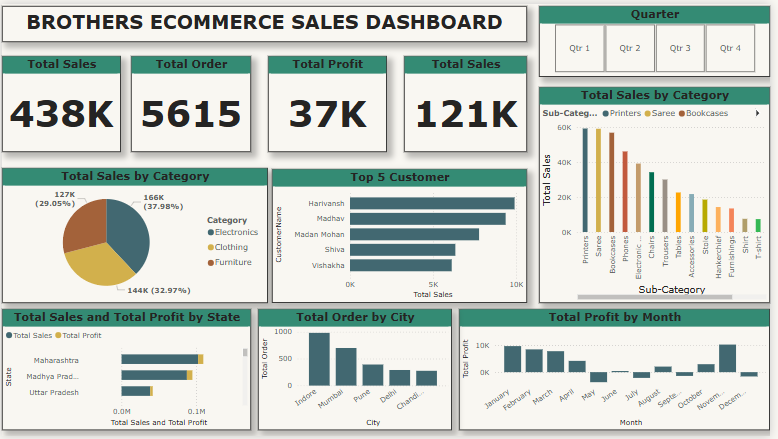 BROTHERS ECOMMERCE SALES DASHBOARD
Quarter
Qtr 1 Qtr 2 Qtr 3 Qtr 4
Total Sales
438K
Total Order
5615
Total Profit
37K
Total Sales
121K
Total Sales by Category
Sub-Categ... Printers Saree Bookcases
Total Sales
60K
40K
20K
0K
Printers
Saree
Bookcases
Phones
Electronic ...
Chairs
Trousers
Tables
Accessories
Stole
Hankerchief
Furnishings
Shirt
T-shirt
Sub-Category
Total Sales by Category
127K
(29.05%)
166K
(37.98%)
144K (32.97%)
Category
Electronics
Clothing
Furniture
Top 5 Customer
CustomerName
Harivansh
Madhav
Madan Mohan
Shiva
Vishakha
0K 5K 10K
Total Sales
Total Sales and Total Profit by State
Total Sales Total Profit
State
Maharashtra
Madhya Prad...
Uttar Pradesh
0.0M 0.1M
Total Sales and Total Profit
Total Order by City
Total Order
1000
500
0
Indore
Mumbai
Pune
Delhi
Chandi...
City
Total Profit by Month
Total Profit
10K
0K
January
February
March
April
May
June
July
August
Septe...
October
Novem...
Decem...
Month